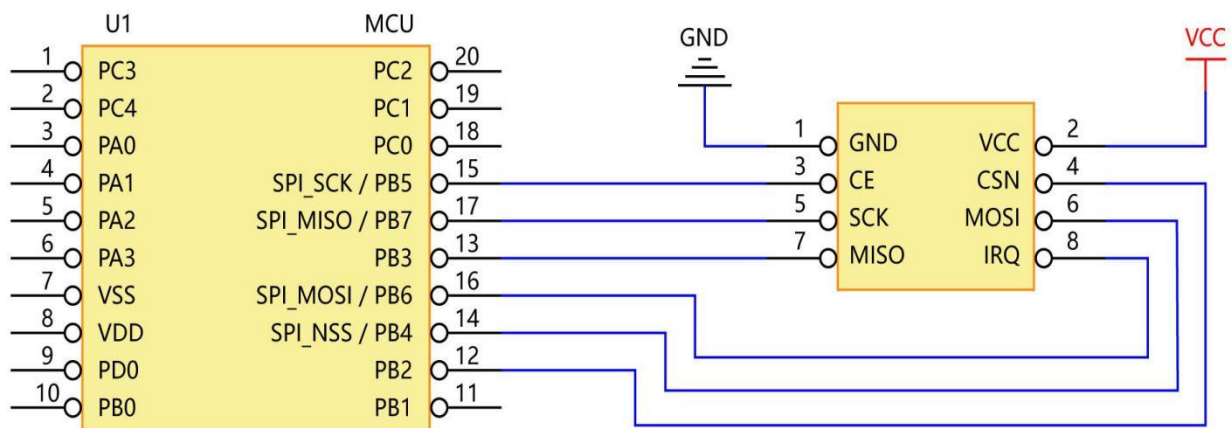 U1 MCU
1 PC3 PC2 20
2 PC4 PC1 19
3 PA0 PC0 18
4 PA1 SPI_SCK / PB5 15
5 PA2 SPI_MISO / PB7 17
6 PA3 PB3 13
7 VSS SPI_MOSI / PB6 16
8 VDD SPI_NSS / PB4 14
9 PD0 PB2 12
10 PB0 PB1 11
GND
VCC
1 GND VCC 2
3 CE CSN 4
5 SCK MOSI 6
7 MISO IRQ 8